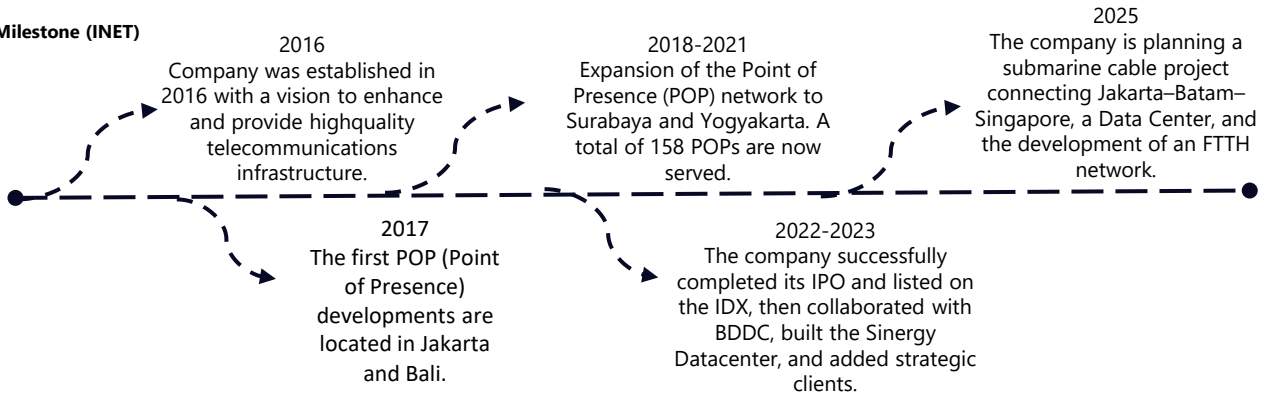 Milestone (INET)
2016
Company was established in
2016 with a vision to enhance
and provide highquality
telecommunications
infrastructure.
2017
The first POP (Point
of Presence)
developments are
located in Jakarta
and Bali.
2018-2021
Expansion of the Point of
Presence (POP) network to
Surabaya and Yogyakarta. A
total of 158 POPs are now
served.
2022-2023
The company successfully
completed its IPO and listed on
the IDX, then collaborated with
BDDC, built the Sinergy
Datacenter, and added strategic
clients.
2025
The company is planning a
submarine cable project
connecting Jakarta–Batam–
Singapore, a Data Center, and
the development of an FTTH
network.